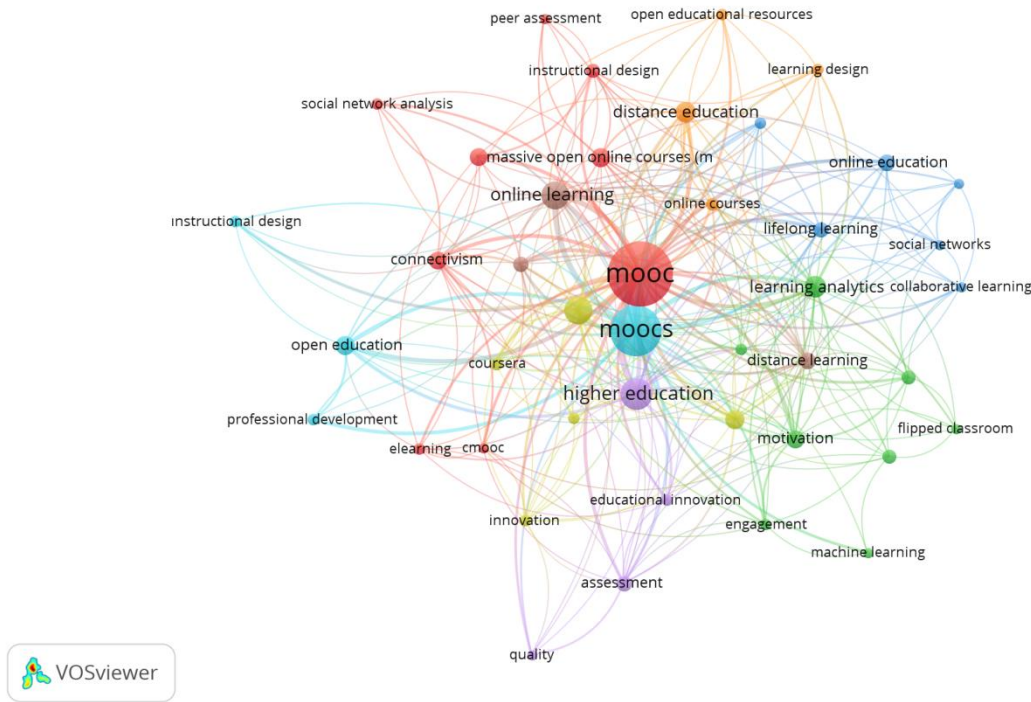 peer assessment
open educational resources
instructional design
learning design
social network analysis
distance education
massive open online courses (m
online education
online learning
online courses
ınstructional design
lifelong learning
social networks
connectivism
mooc
learning analytics
collaborative learning
moocs
open education
coursera
distance learning
higher education
professional development
flipped classroom
motivation
elearning
cmooc
educational innovation
innovation
engagement
machine learning
assessment
quality
VOSviewer